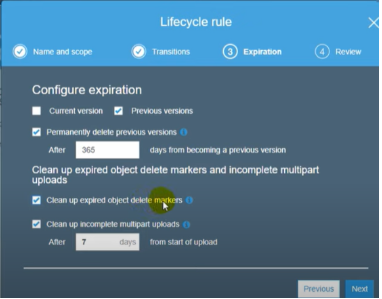 Lifecycle rule
Name and scope
Transitions
3 Expiration
4 Review
Configure expiration
Current version Previous versions
Permanently delete previous versions
After 365 days from becoming a previous version
Clean up expired object delete markers and incomplete multipart
uploads
Clean up expired object delete markers
Clean up incomplete multipart uploads
After 7 days from start of upload
Previous Next